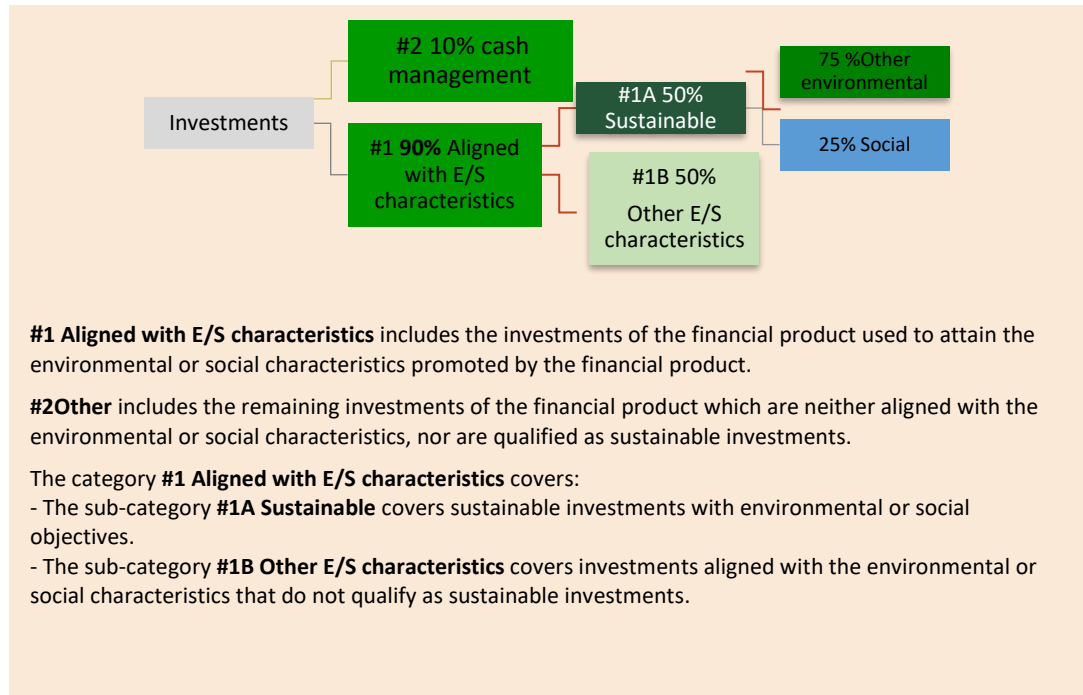 #2 10% cash
management
75 %Other
environmental
#1A 50%
Sustainable
Investments
#1 90% Aligned
with E/S
characteristics
25% Social
#1B 50%
Other E/S
characteristics
#1 Aligned with E/S characteristics includes the investments of the financial product used to attain the
environmental or social characteristics promoted by the financial product.
#2Other includes the remaining investments of the financial product which are neither aligned with the
environmental or social characteristics, nor are qualified as sustainable investments.
The category #1 Aligned with E/S characteristics covers:
- The sub-category #1A Sustainable covers sustainable investments with environmental or social
objectives.
- The sub-category #1B Other E/S characteristics covers investments aligned with the environmental or
social characteristics that do not qualify as sustainable investments.